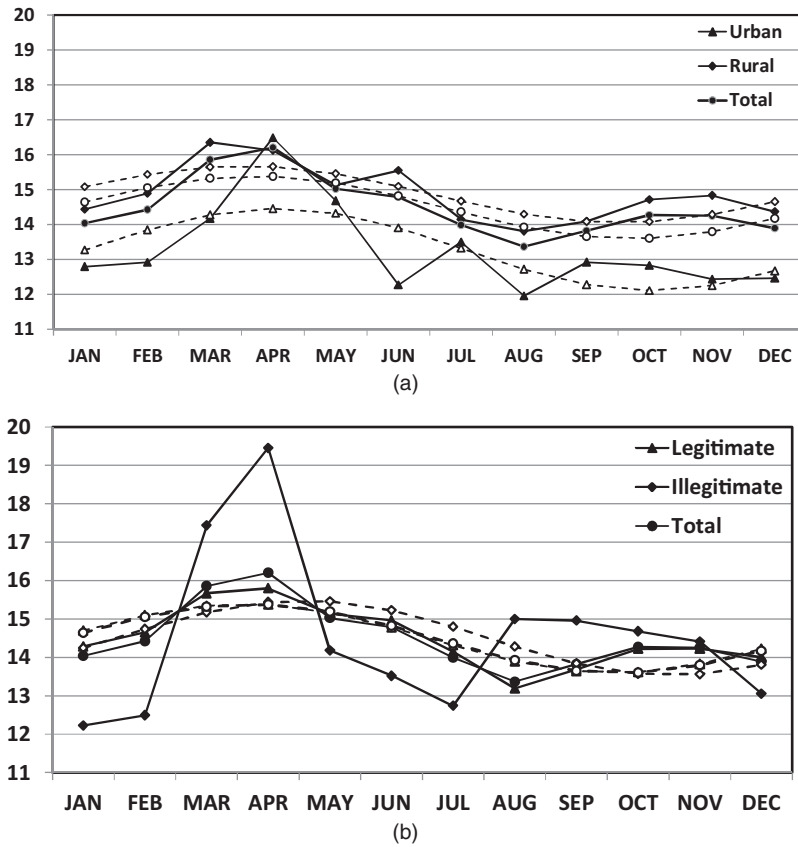 20
19
18
17
16
15
14
13
12
11
Urban
Rural
Total
JAN FEB MAR APR MAY JUN JUL AUG SEP OCT NOV DEC
(a)
20
19
18
17
16
15
14
13
12
11
Legitimate
Illegitimate
Total
JAN FEB MAR APR MAY JUN JUL AUG SEP OCT NOV DEC
(b)